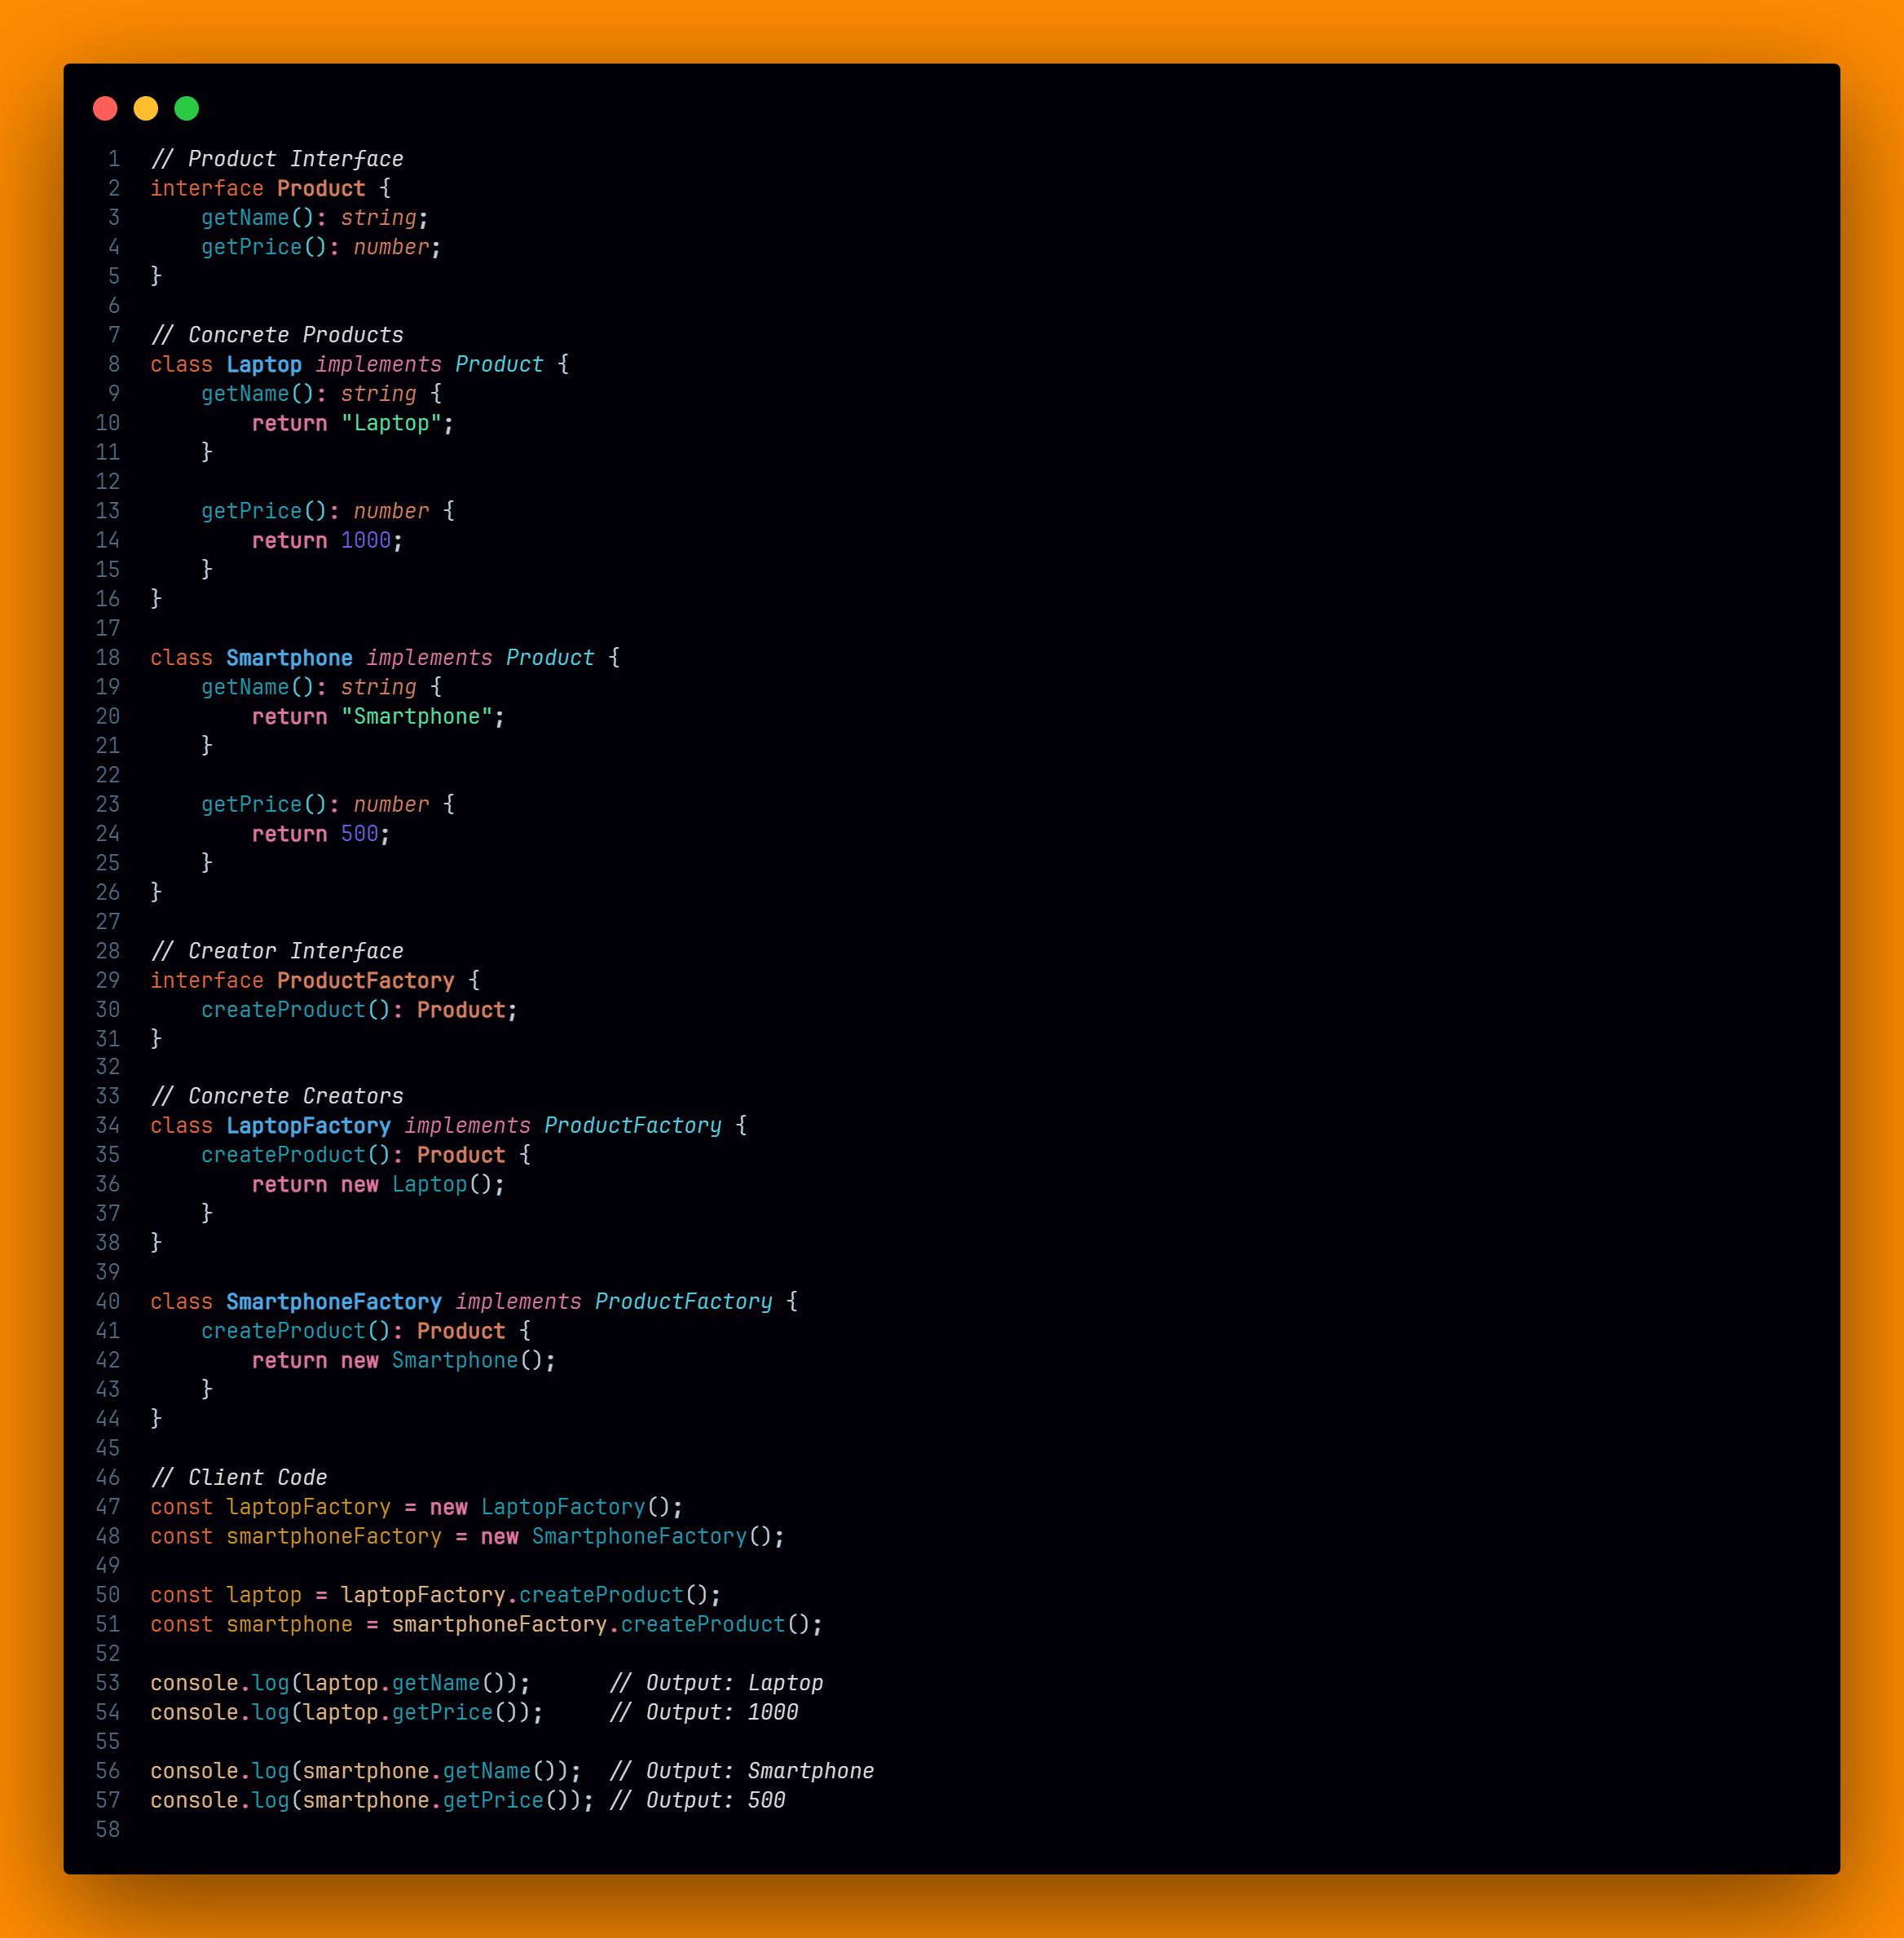 1 // Product Interface
2 interface Product {
3     getName(): string;
4     getPrice(): number;
5 }
6
7 // Concrete Products
8 class Laptop implements Product {
9     getName(): string {
10         return "Laptop";
11     }
12
13     getPrice(): number {
14         return 1000;
15     }
16 }
17
18 class Smartphone implements Product {
19     getName(): string {
20         return "Smartphone";
21     }
22
23     getPrice(): number {
24         return 500;
25     }
26 }
27
28 // Creator Interface
29 interface ProductFactory {
30     createProduct(): Product;
31 }
32
33 // Concrete Creators
34 class LaptopFactory implements ProductFactory {
35     createProduct(): Product {
36         return new Laptop();
37     }
38 }
39
40 class SmartphoneFactory implements ProductFactory {
41     createProduct(): Product {
42         return new Smartphone();
43     }
44 }
45
46 // Client Code
47 const laptopFactory = new LaptopFactory();
48 const smartphoneFactory = new SmartphoneFactory();
49
50 const laptop = laptopFactory.createProduct();
51 const smartphone = smartphoneFactory.createProduct();
52
53 console.log(laptop.getName());      // Output: Laptop
54 console.log(laptop.getPrice());     // Output: 1000
55
56 console.log(smartphone.getName());  // Output: Smartphone
57 console.log(smartphone.getPrice()); // Output: 500
58